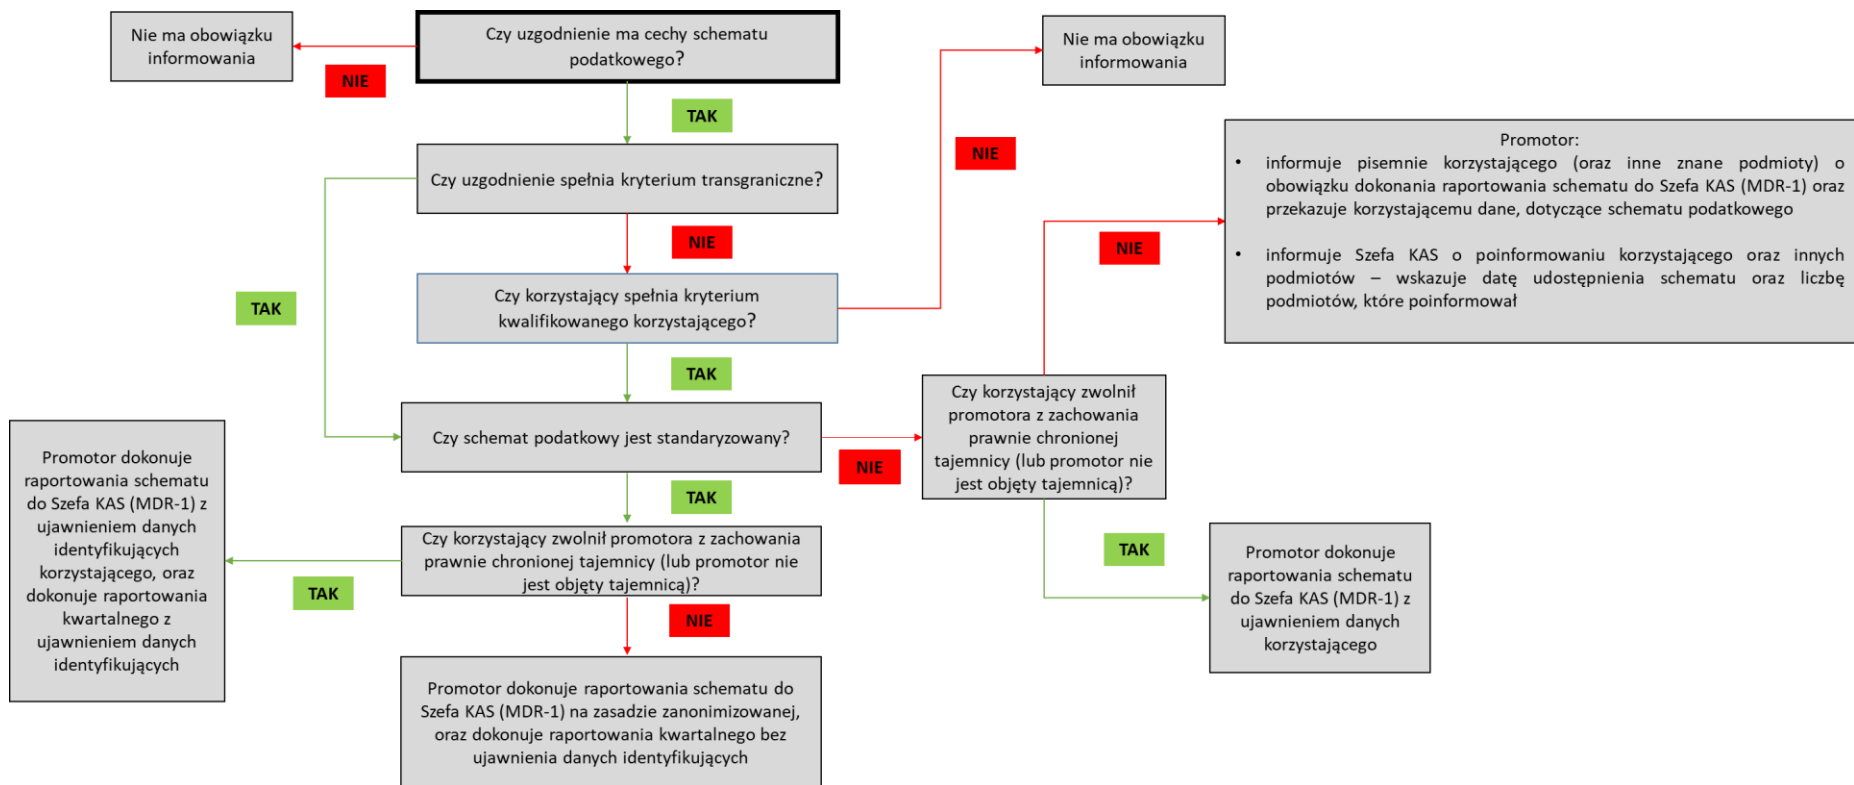 Nie ma obowiązku
informowania
NIE
Czy uzgodnienie ma cechy schematu
podatkowego?
TAK
Nie ma obowiązku
informowania
NIE
Czy uzgodnienie spełnia kryterium transgraniczne?
TAK
NIE
Czy korzystający spełnia kryterium
kwalifikowanego korzystającego?
TAK
Promotor:
• informuje pisemnie korzystającego (oraz inne znane podmioty) o
obowiązku dokonania raportowania schematu do Szefa KAS (MDR-1) oraz
przekazuje korzystającemu dane, dotyczące schematu podatkowego
• informuje Szefa KAS o poinformowaniu korzystającego oraz innych
podmiotów – wskazuje datę udostępnienia schematu oraz liczbę
podmiotów, które poinformował
NIE
Czy schemat podatkowy jest standaryzowany?
NIE
TAK
Czy korzystający zwolnił
promotora z zachowania
prawnie chronionej
tajemnicy (lub promotor nie
jest objęty tajemnicą)?
TAK
Promotor dokonuje
raportowania schematu
do Szefa KAS (MDR-1) z
ujawnieniem danych
korzystającego
Czy korzystający zwolnił promotora z zachowania
prawnie chronionej tajemnicy (lub promotor nie
jest objęty tajemnicą)?
TAK
NIE
Promotor dokonuje
raportowania schematu
do Szefa KAS (MDR-1) z
ujawnieniem danych
identyfikujących
korzystającego, oraz
dokonuje raportowania
kwartalnego z
ujawnieniem danych
identyfikujących
Promotor dokonuje raportowania schematu do
Szefa KAS (MDR-1) na zasadzie zanonimizowanej,
oraz dokonuje raportowania kwartalnego bez
ujawnienia danych identyfikujących